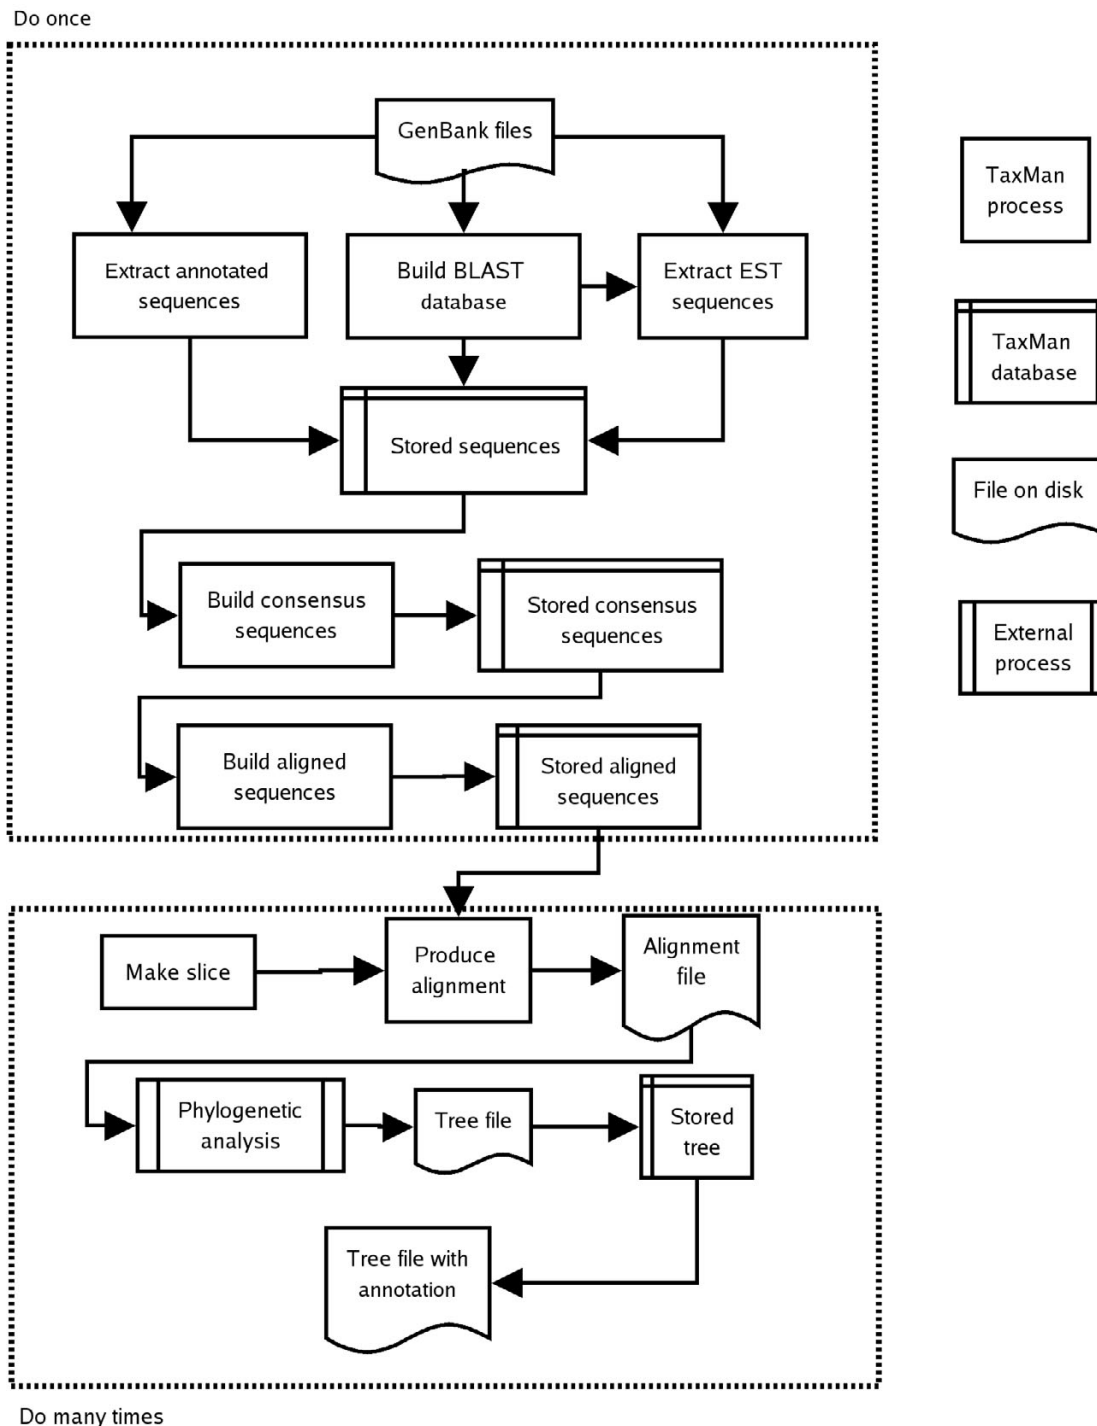 Do once
GenBank files
Extract annotated
sequences
Build BLAST
database
Extract EST
sequences
Stored sequences
Build consensus
sequences
Stored consensus
sequences
Build aligned
sequences
Stored aligned
sequences
Make slice
Produce
alignment
Alignment
file
Phylogenetic
analysis
Tree file
Stored
tree
Tree file with
annotation
Do many times
TaxMan
process
TaxMan
database
File on disk
External
process